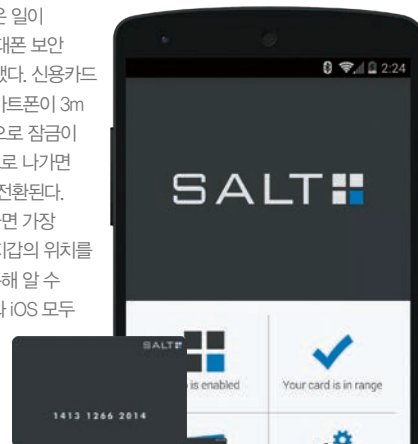 은 일이
대폰 보안
했다. 신용카드
마트폰이 3m
으로 잠금이
로 나가면
전환된다.
하면 가장
지갑의 위치를
해 알 수
와 iOS 모두
2:24
SALT
is enabled
Your card is in range
SALT
1413 1266 2014